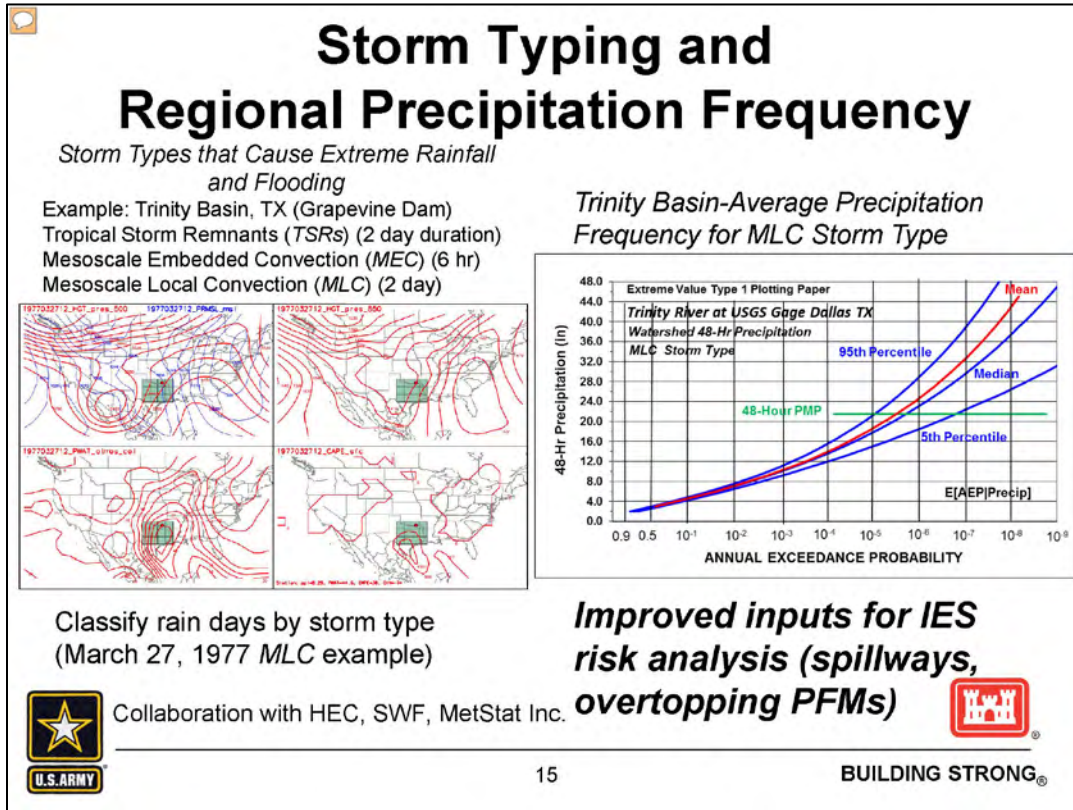 Storm Typing and
Regional Precipitation Frequency
Storm Types that Cause Extreme Rainfall
and Flooding
Example: Trinity Basin, TX (Grapevine Dam)
Tropical Storm Remnants (TSRs) (2 day duration)
Mesoscale Embedded Convection (MEC) (6 hr)
Mesoscale Local Convection (MLC) (2 day)
1977032712_HGT_pres_500
1977032712_PRMSL_msl
1977032712_HGT_pres_850
1977032712_PWAT_atmos_col
1977032712_CAPE_sfc
Classify rain days by storm type
(March 27, 1977 MLC example)
Collaboration with HEC, SWF, MetStat Inc.
Trinity Basin-Average Precipitation
Frequency for MLC Storm Type
48-Hr Precipitation (in)
48.0
44.0
40.0
36.0
32.0
28.0
24.0
20.0
16.0
12.0
8.0
4.0
0.0
Extreme Value Type 1 Plotting Paper
Trinity River at USGS Gage Dallas TX
Watershed 48-Hr Precipitation
MLC Storm Type
Mean
95th Percentile
Median
48-Hour PMP
5th Percentile
E[AEP|Precip]
0.9 0.5 10⁻¹ 10⁻² 10⁻³ 10⁻⁴ 10⁻⁵ 10⁻⁶ 10⁻⁷ 10⁻⁸ 10⁻⁹
ANNUAL EXCEEDANCE PROBABILITY
Improved inputs for IES
risk analysis (spillways,
overtopping PFMs)
U.S.ARMY
15
BUILDING STRONG®